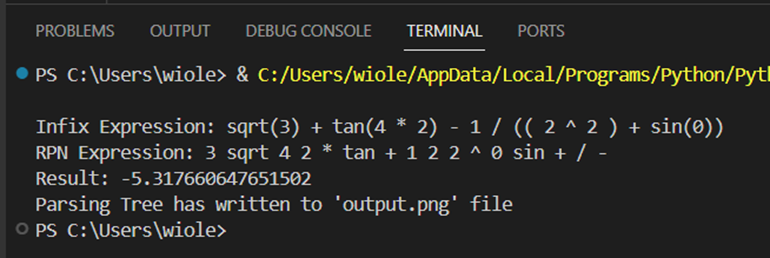 PROBLEMS OUTPUT DEBUG CONSOLE TERMINAL PORTS
PS C:\Users\wiole> & C:/Users/wiole/AppData/Local/Programs/Python/Pyth
Infix Expression: sqrt(3) + tan(4 * 2) - 1 / (( 2 ^ 2 ) + sin(0))
RPN Expression: 3 sqrt 4 2 * tan + 1 2 2 ^ 0 sin + / -
Result: -5.317660647651502
Parsing Tree has written to 'output.png' file
PS C:\Users\wiole>